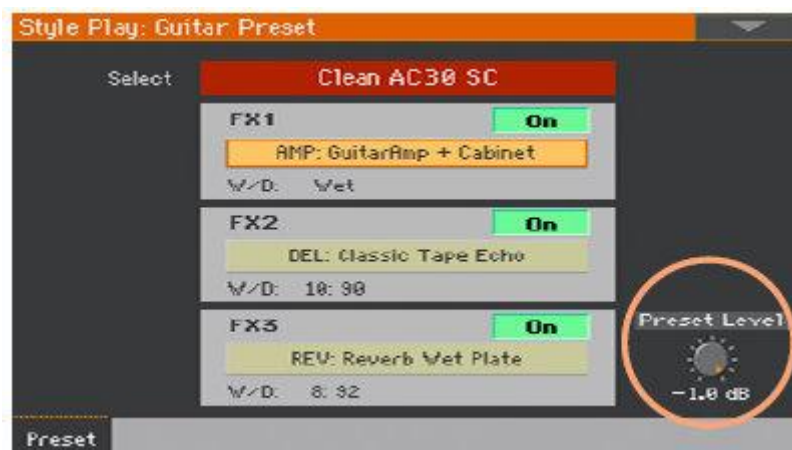 Style Play: Guitar Preset
Select
Clean AC30 SC
FX1
On
AMP: GuitarAmp + Cabinet
W/D: Wet
FX2
On
DEL: Classic Tape Echo
W/D: 10: 90
FX3
On
REV: Reverb Wet Plate
W/D: 8: 92
Preset Level
-1.0 dB
Preset